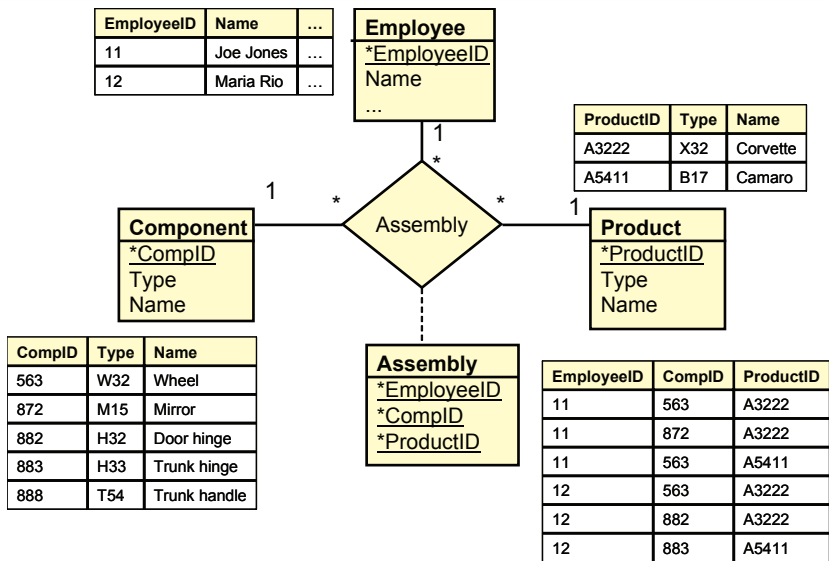 EmployeeID Name ...
11 Joe Jones ...
12 Maria Rio ...
Employee
*EmployeeID
Name
...
ProductID Type Name
A3222 X32 Corvette
A5411 B17 Camaro
1
*
1 *
Assembly
* 1
Component
*CompID
Type
Name
Product
*ProductID
Type
Name
CompID Type Name
563 W32 Wheel
872 M15 Mirror
882 H32 Door hinge
883 H33 Trunk hinge
888 T54 Trunk handle
Assembly
*EmployeeID
*CompID
*ProductID
EmployeeID CompID ProductID
11 563 A3222
11 872 A3222
11 563 A5411
12 563 A3222
12 882 A3222
12 883 A5411